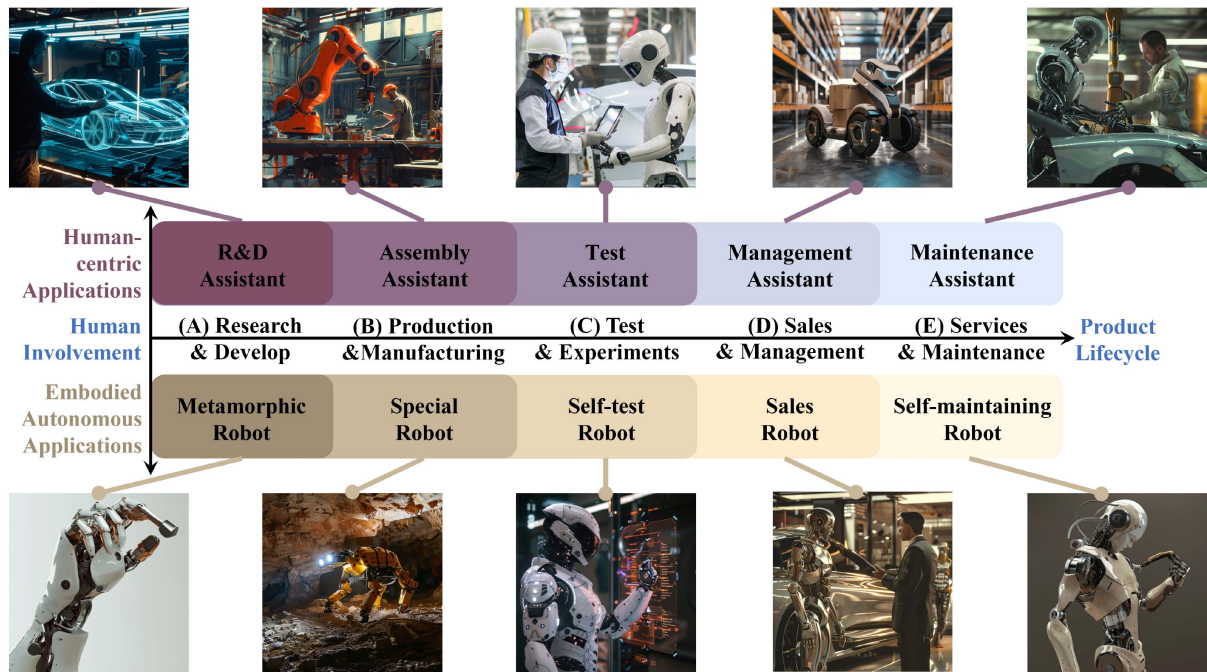 Human-
centric
Applications
R&D
Assistant
Assembly
Assistant
Test
Assistant
Management
Assistant
Maintenance
Assistant
Human
Involvement
(A) Research
& Develop
(B) Production
&Manufacturing
(C) Test
& Experiments
(D) Sales
& Management
(E) Services
& Maintenance
Product
Lifecycle
Embodied
Autonomous
Applications
Metamorphic
Robot
Special
Robot
Self-test
Robot
Sales
Robot
Self-maintaining
Robot